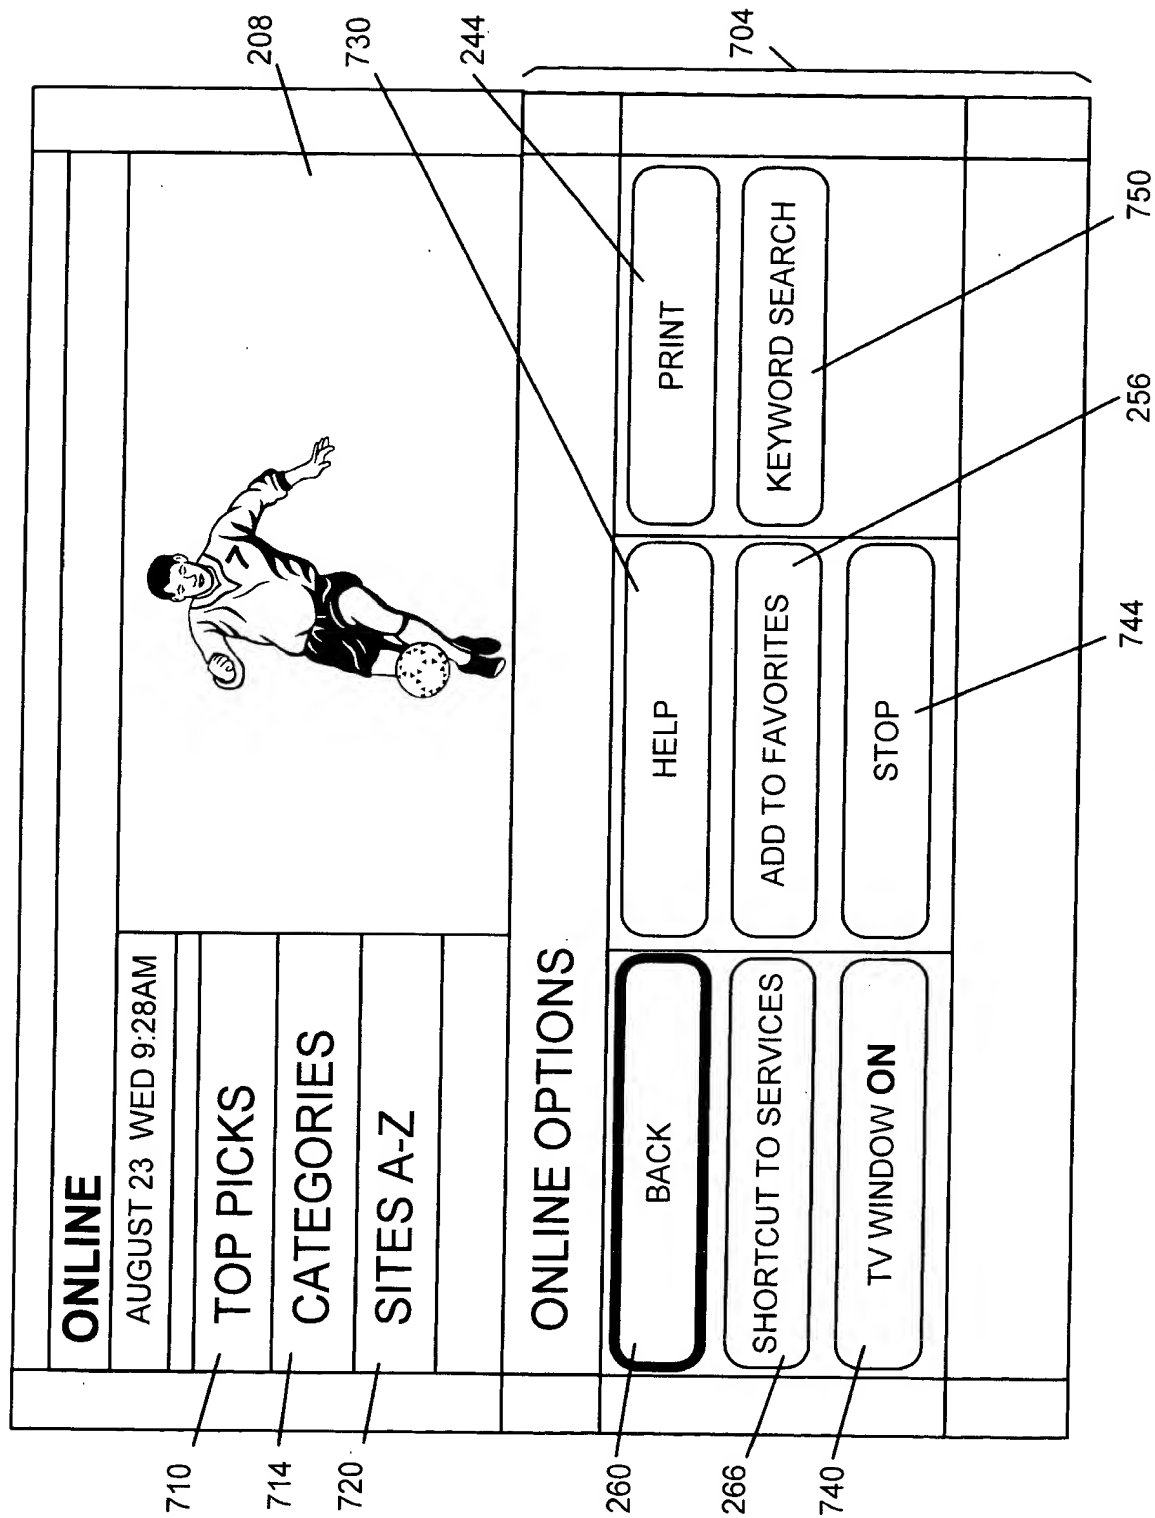 ONLINE
AUGUST 23 WED 9:28AM
TOP PICKS
CATEGORIES
SITES A-Z
ONLINE OPTIONS
BACK
HELP
PRINT
SHORTCUT TO SERVICES
ADD TO FAVORITES
KEYWORD SEARCH
TV WINDOW ON
STOP
710
714
720
260
266
740
208
730
244
704
750
256
744